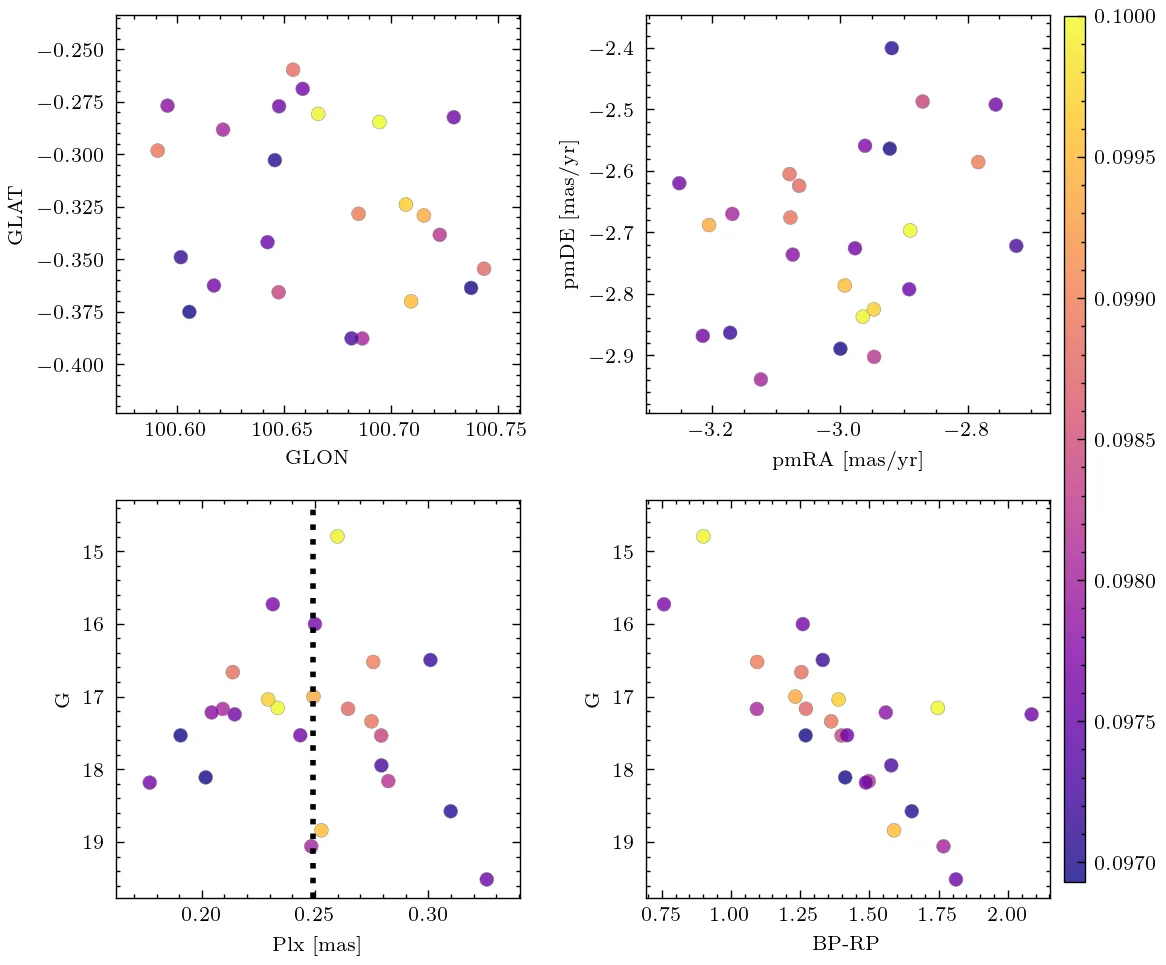 −0.250
−0.275
−0.300
−0.325
−0.350
−0.375
−0.400
GLAT
100.60 100.65 100.70 100.75
GLON
−2.4
−2.5
−2.6
−2.7
−2.8
−2.9
pmDE [mas/yr]
−3.2 −3.0 −2.8
pmRA [mas/yr]
15
16
17
18
19
G
0.20 0.25 0.30
Plx [mas]
15
16
17
18
19
G
0.75 1.00 1.25 1.50 1.75 2.00
BP-RP
0.1000
0.0995
0.0990
0.0985
0.0980
0.0975
0.0970